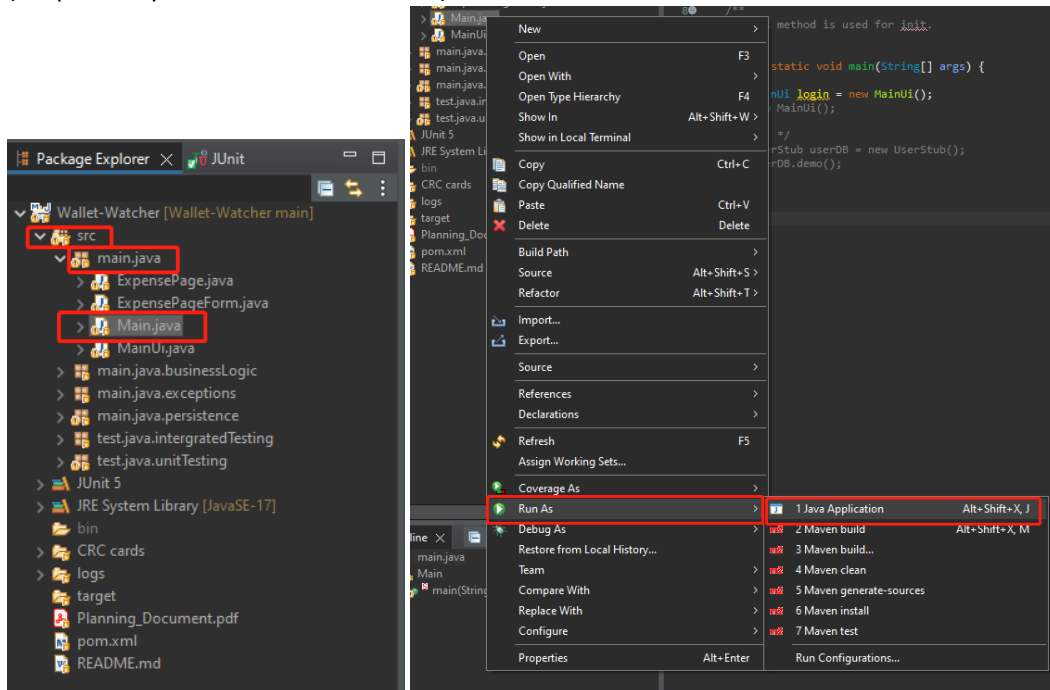 Package Explorer
JUnit
Wallet-Watcher [Wallet-Watcher main]
src
main.java
ExpensePage.java
ExpensePageForm.java
Main.java
MainUi.java
main.java.businessLogic
main.java.exceptions
main.java.persistence
test.java.intergratedTesting
test.java.unitTesting
JUnit 5
JRE System Library [JavaSE-17]
bin
CRC cards
logs
target
Planning_Document.pdf
pom.xml
README.md
Main.ja
MainUi
main.java.
main.java.
main.java.
test.java.in
test.java.u
JUnit 5
JRE System Li
bin
CRC cards
logs
target
Planning_Doc
pom.xml
README.md
line
main.java
Main
main(String
New
Open F3
Open With
Open Type Hierarchy F4
Show In Alt+Shift+W
Show in Local Terminal
Copy Ctrl+C
Copy Qualified Name
Paste Ctrl+V
Delete Delete
Build Path
Source Alt+Shift+S
Refactor Alt+Shift+T
Import...
Export...
Source
References
Declarations
Refresh F5
Assign Working Sets...
Coverage As
Run As
Debug As
Restore from Local History...
Team
Compare With
Replace With
Configure
Properties Alt+Enter
1 Java Application Alt+Shift+X, J
2 Maven build Alt+Shift+X, M
3 Maven build...
4 Maven clean
5 Maven generate-sources
6 Maven install
7 Maven test
Run Configurations...
8 /**
method is used for init.
static void main(String[] args) {
nUi login = new MainUi();
MainUi();
*/
rStub userDB = new UserStub();
rDB.demo();